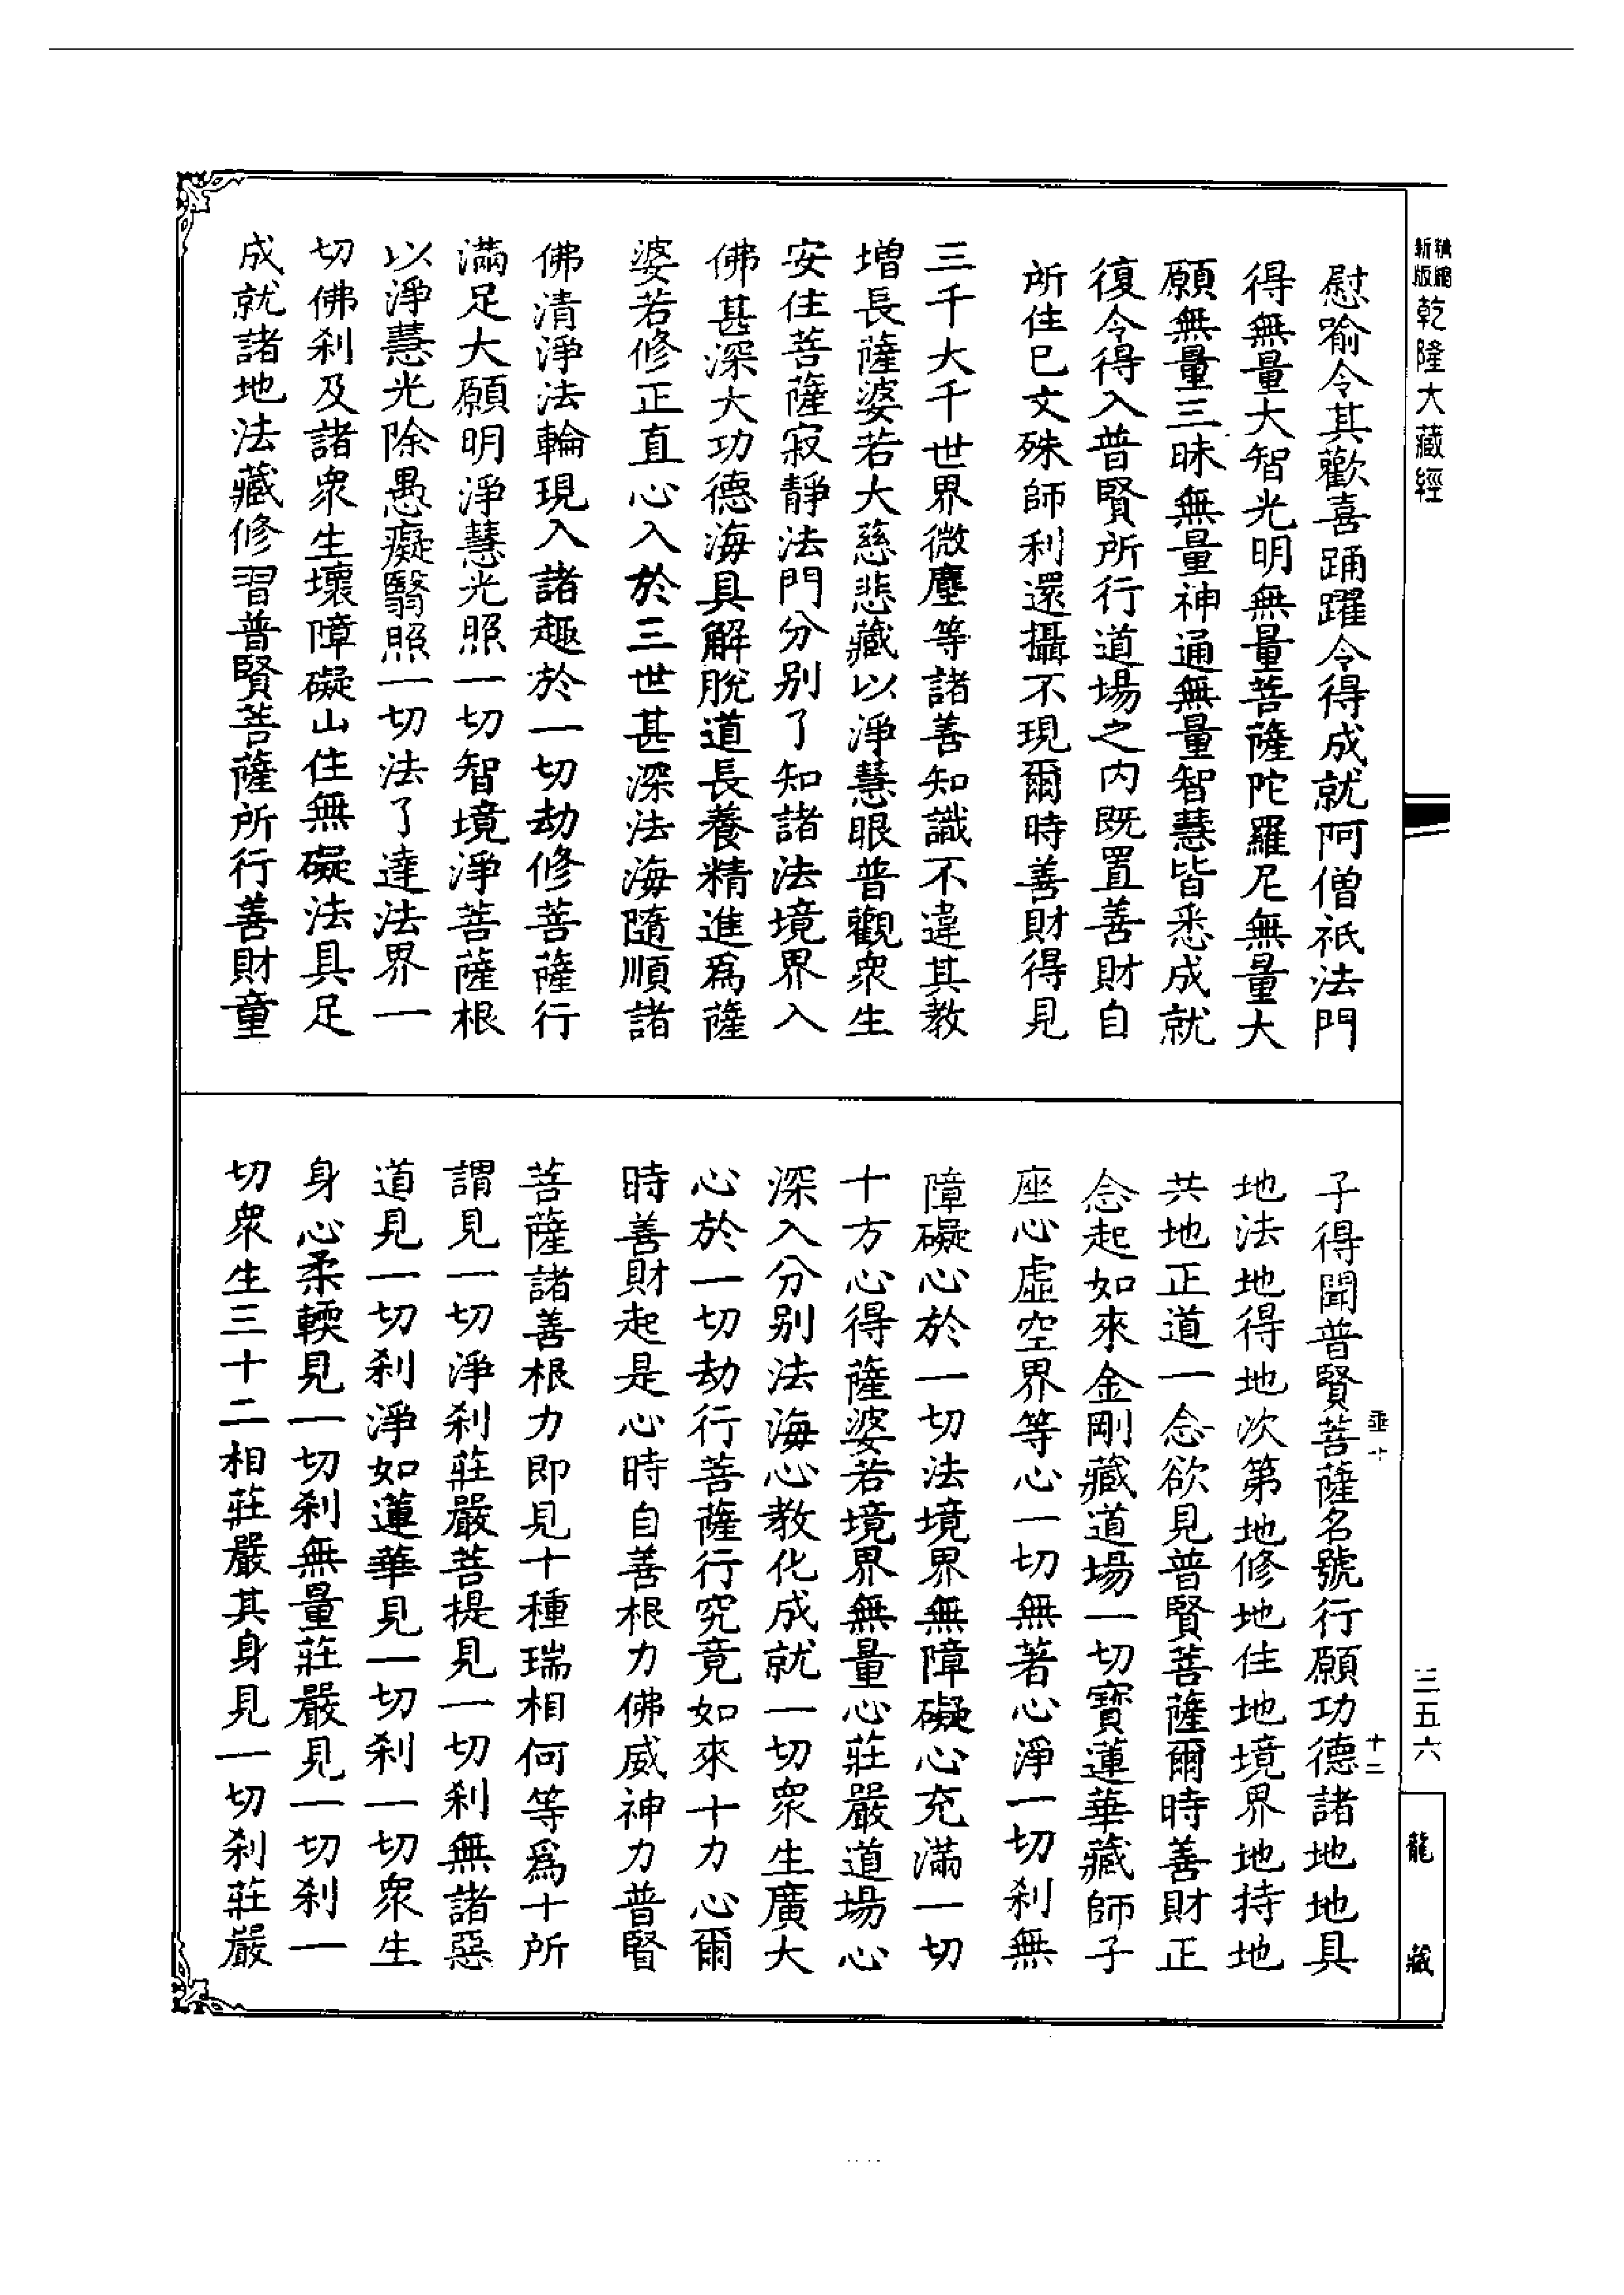 精縮新版乾隆大藏經
慰喻令其歡喜踊躍令得成就阿僧祇法門
得無量大智光明無量菩薩陀羅尼無量大
願無量三昧無量神通無量智慧皆悉成就
復令得入普賢所行道場之内既置善財自
所住已文殊師利還攝不現爾時善財得見
三千大千世界微塵等諸善知識不違其教
增長薩婆若大慈悲藏以淨慧眼普觀衆生
安住菩薩寂靜法門分别了知諸法境界入
佛甚深大功德海具解脫道長養精進爲薩
婆若修正直心入於三世甚深法海隨順諸
佛清淨法輪現入諸趣於一切劫修菩薩行
滿足大願明淨慧光照一切智境淨菩薩根
以淨慧光除愚癡翳照一切法了達法界一
切佛刹及諸衆生壞障礙山住無礙法具足
成就諸地法藏修習普賢菩薩所行善財童
子得聞普賢菩薩名號行願功德諸地地具
地法地得地次第地修地住地境界地持地
共地正道一念欲見普賢菩薩爾時善財正
念起如來金剛藏道場一切寶蓮華藏師子
座心虛空界等心一切無著心淨一切刹無
障礙心於一切法境界無障礙心充滿一切
十方心得薩婆若境界無量心莊嚴道場心
深入分别法海心教化成就一切衆生廣大
心於一切劫行菩薩行究竟如來十力心爾
時善財起是心時自善根力佛威神力普賢
菩薩諸善根力即見十種瑞相何等爲十所
謂見一切淨刹莊嚴菩提見一切刹無諸惡
道見一切刹淨如蓮華見一切刹一切衆生
身心柔輭見一切刹無量莊嚴見一切刹一
切衆生三十二相莊嚴其身見一切刹莊嚴
垂十
十二
三五六
龍藏